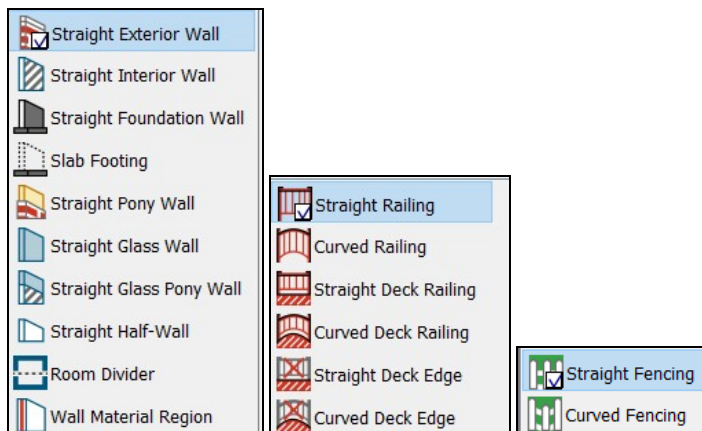 Straight Exterior Wall
Straight Interior Wall
Straight Foundation Wall
Slab Footing
Straight Pony Wall
Straight Glass Wall
Straight Glass Pony Wall
Straight Half-Wall
Room Divider
Wall Material Region
Straight Railing
Curved Railing
Straight Deck Railing
Curved Deck Railing
Straight Deck Edge
Curved Deck Edge
Straight Fencing
Curved Fencing